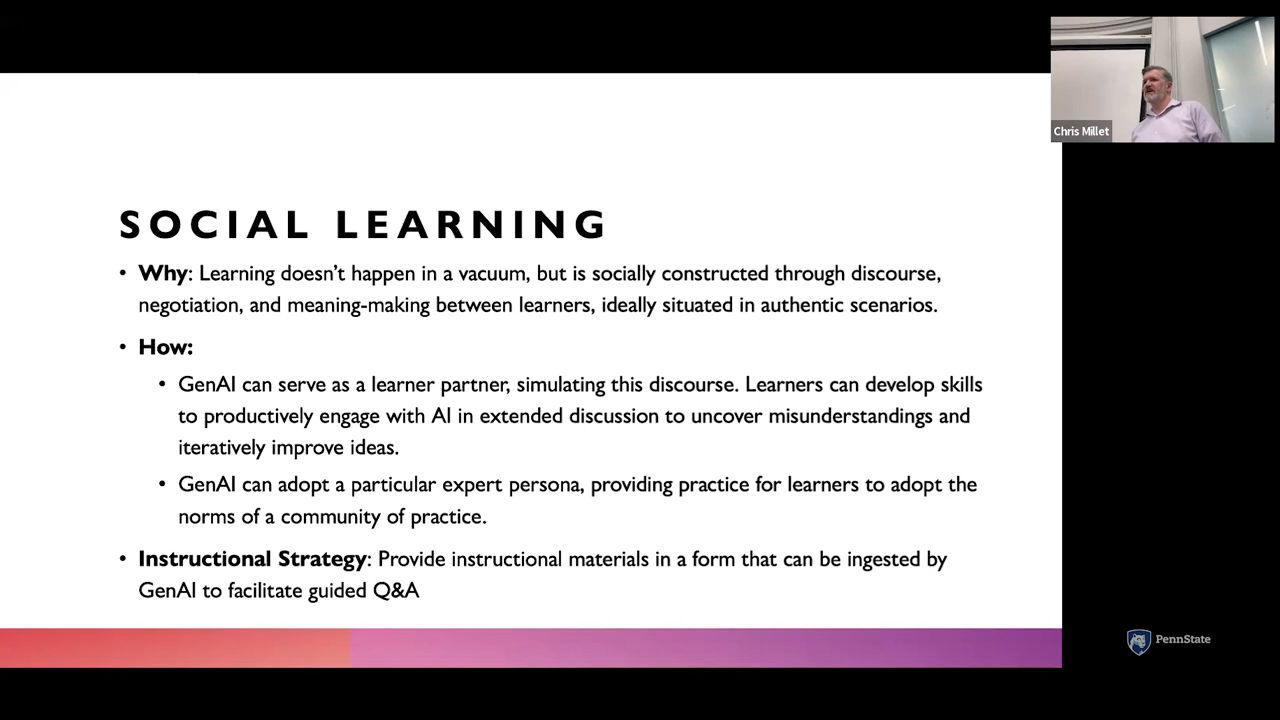 Chris Millet
SOCIAL LEARNING
• Why: Learning doesn’t happen in a vacuum, but is socially constructed through discourse,
negotiation, and meaning-making between learners, ideally situated in authentic scenarios.
• How:
• GenAI can serve as a learner partner, simulating this discourse. Learners can develop skills
to productively engage with AI in extended discussion to uncover misunderstandings and
iteratively improve ideas.
• GenAI can adopt a particular expert persona, providing practice for learners to adopt the
norms of a community of practice.
• Instructional Strategy: Provide instructional materials in a form that can be ingested by
GenAI to facilitate guided Q&A
PennState